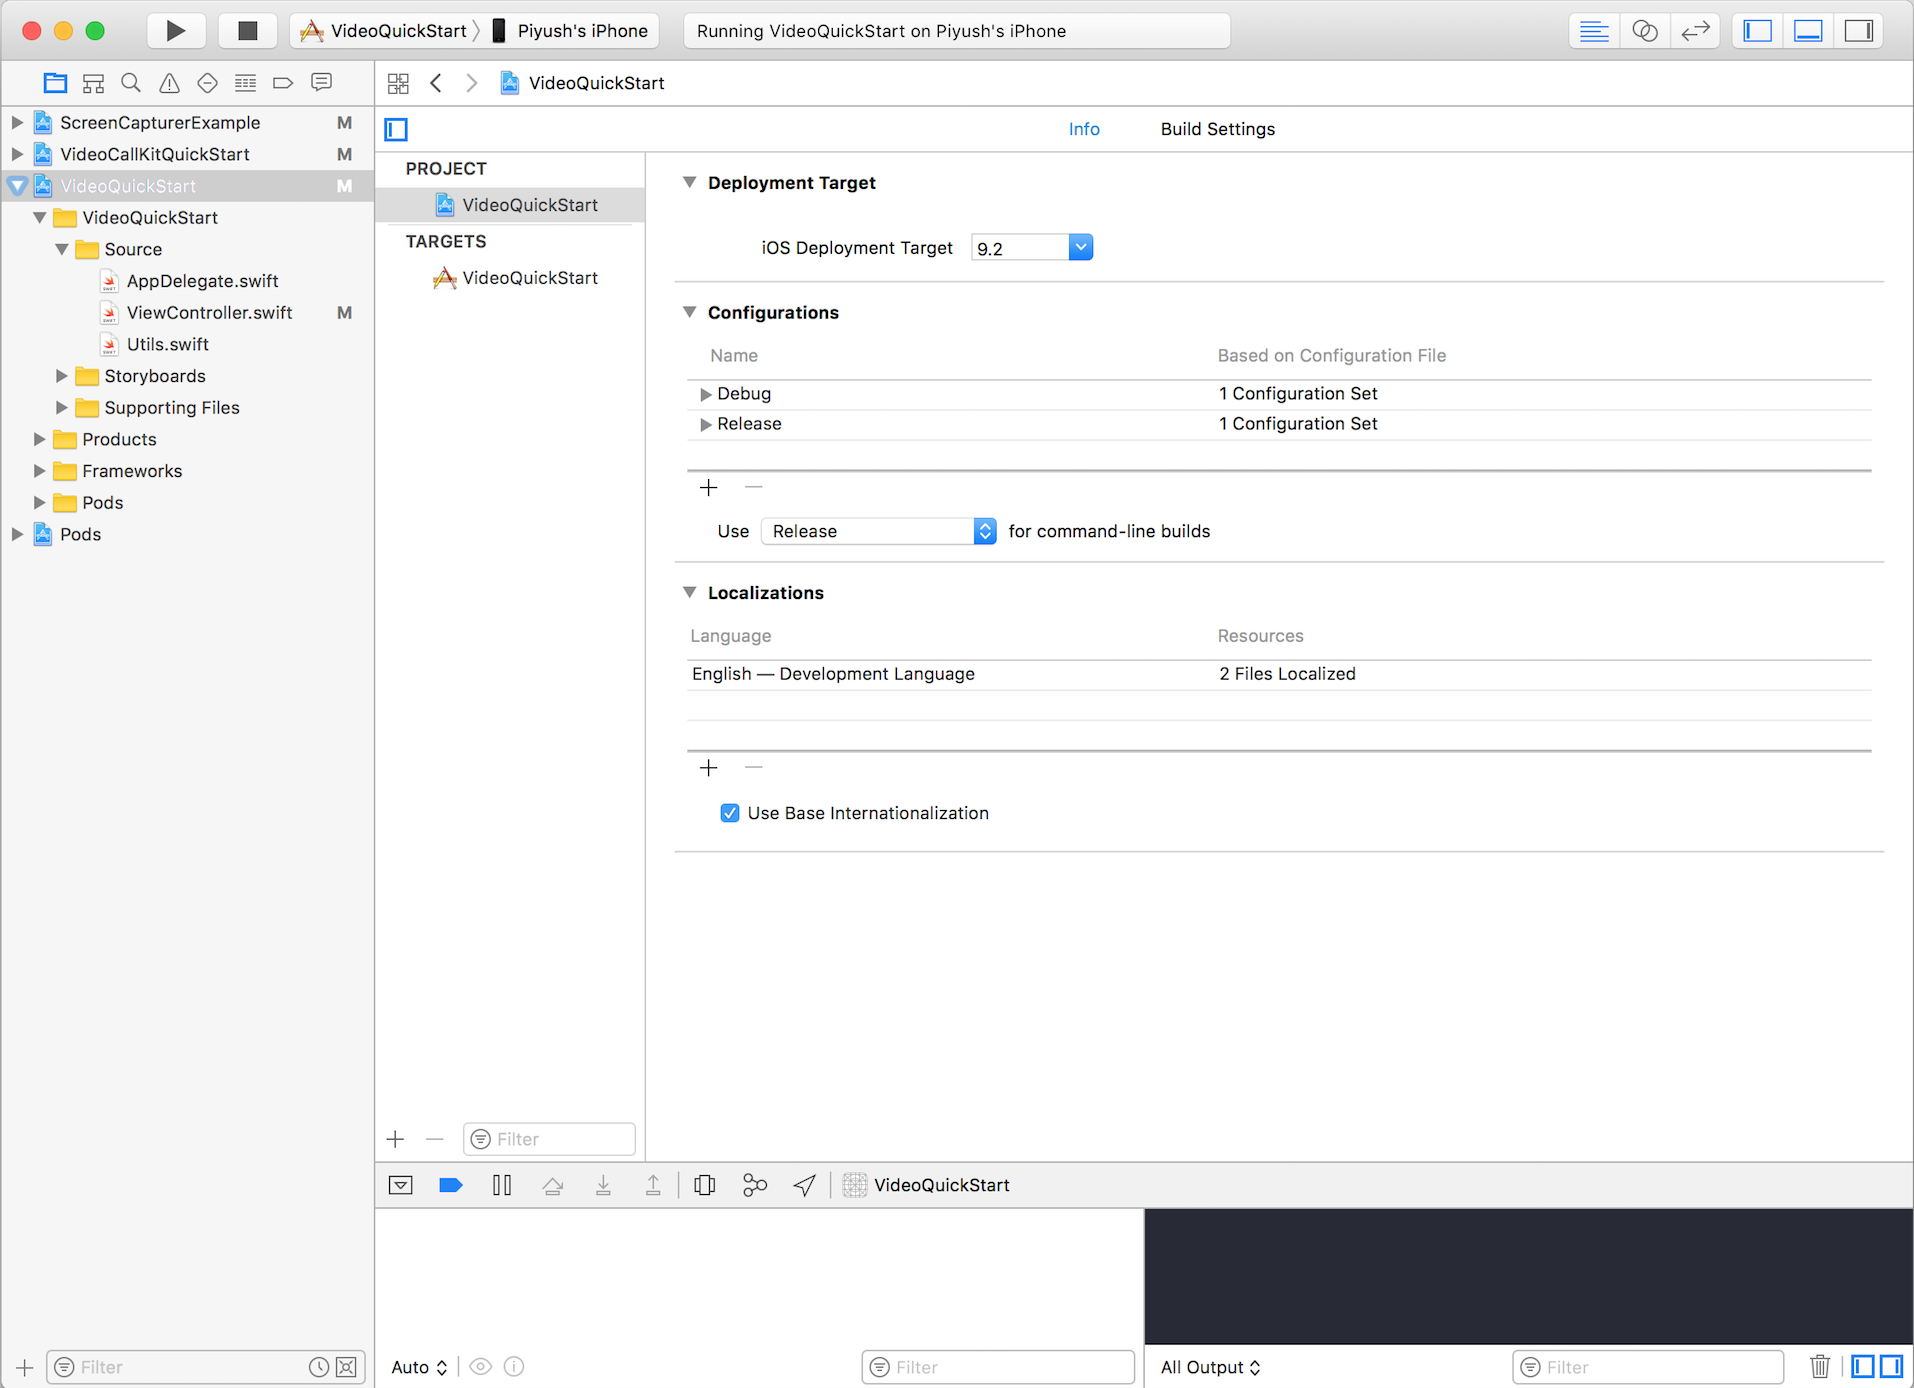 VideoQuickStart
Piyush's iPhone
Running VideoQuickStart on Piyush's iPhone
VideoQuickStart
ScreenCapturerExample M
VideoCallKitQuickStart M
VideoQuickStart M
VideoQuickStart
Source
AppDelegate.swift
ViewController.swift M
Utils.swift
Storyboards
Supporting Files
Products
Frameworks
Pods
Pods
Info
Build Settings
PROJECT
VideoQuickStart
TARGETS
VideoQuickStart
Deployment Target
iOS Deployment Target 9.2
Configurations
Name Based on Configuration File
Debug 1 Configuration Set
Release 1 Configuration Set
Use Release for command-line builds
Localizations
Language Resources
English — Development Language 2 Files Localized
Use Base Internationalization
Filter
VideoQuickStart
Filter
Auto
Filter
All Output
Filter